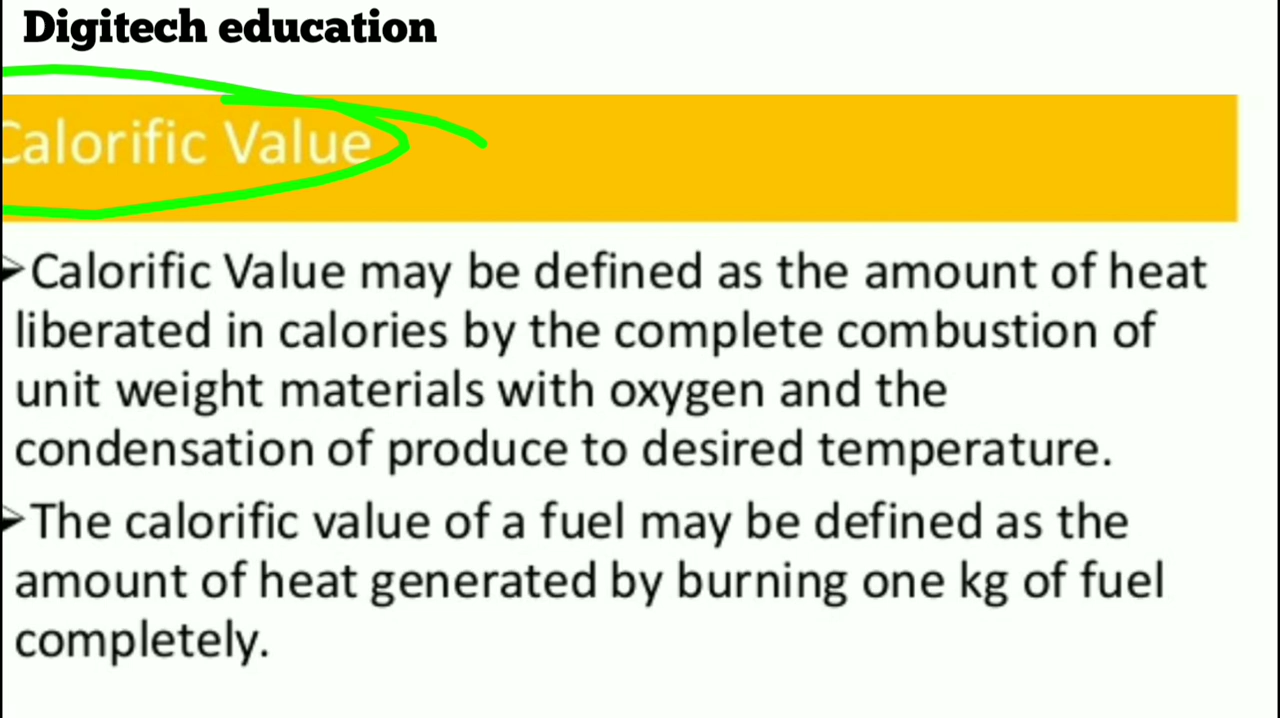 Digitech education
Calorific Value
➢Calorific Value may be defined as the amount of heat
liberated in calories by the complete combustion of
unit weight materials with oxygen and the
condensation of produce to desired temperature.
➢The calorific value of a fuel may be defined as the
amount of heat generated by burning one kg of fuel
completely.